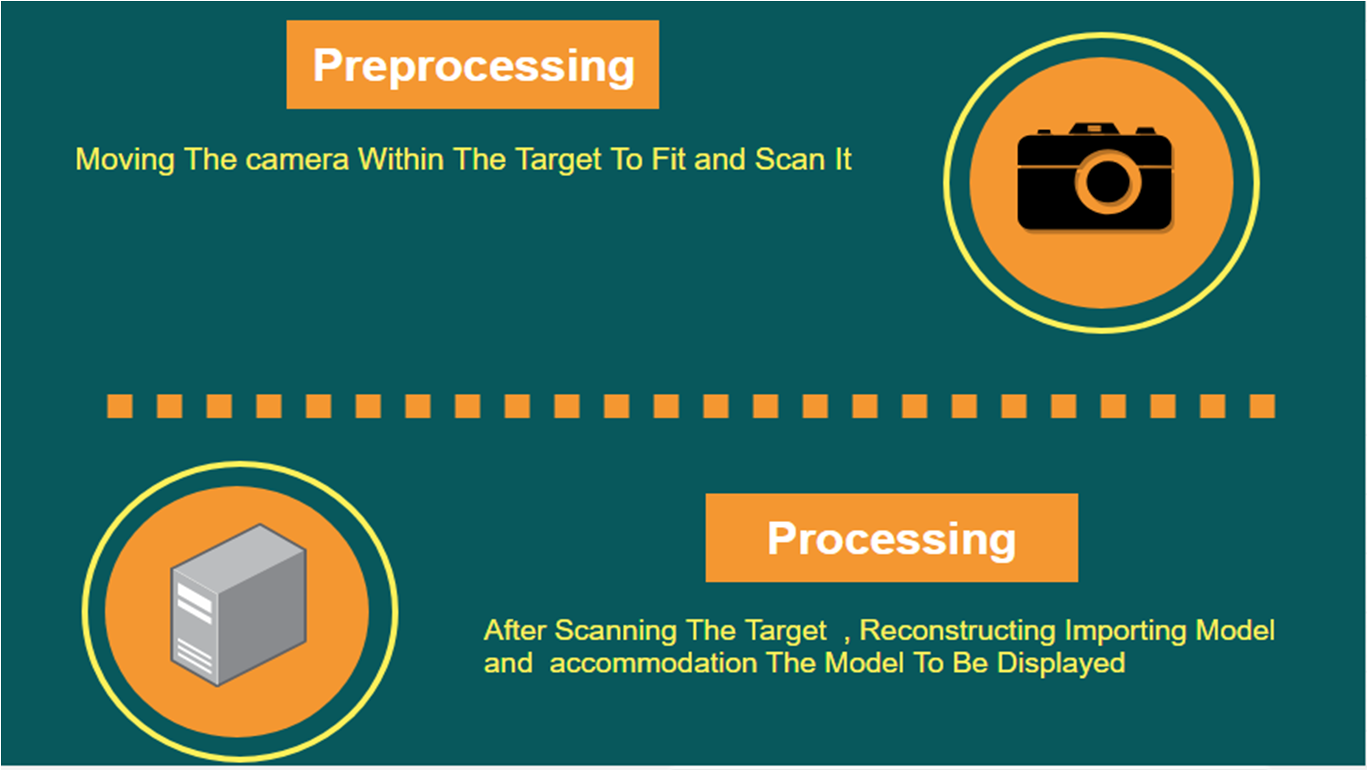 Preprocessing
Moving The camera Within The Target To Fit and Scan It
Processing
After Scanning The Target  , Reconstructing Importing Model
and  accommodation The Model To Be Displayed